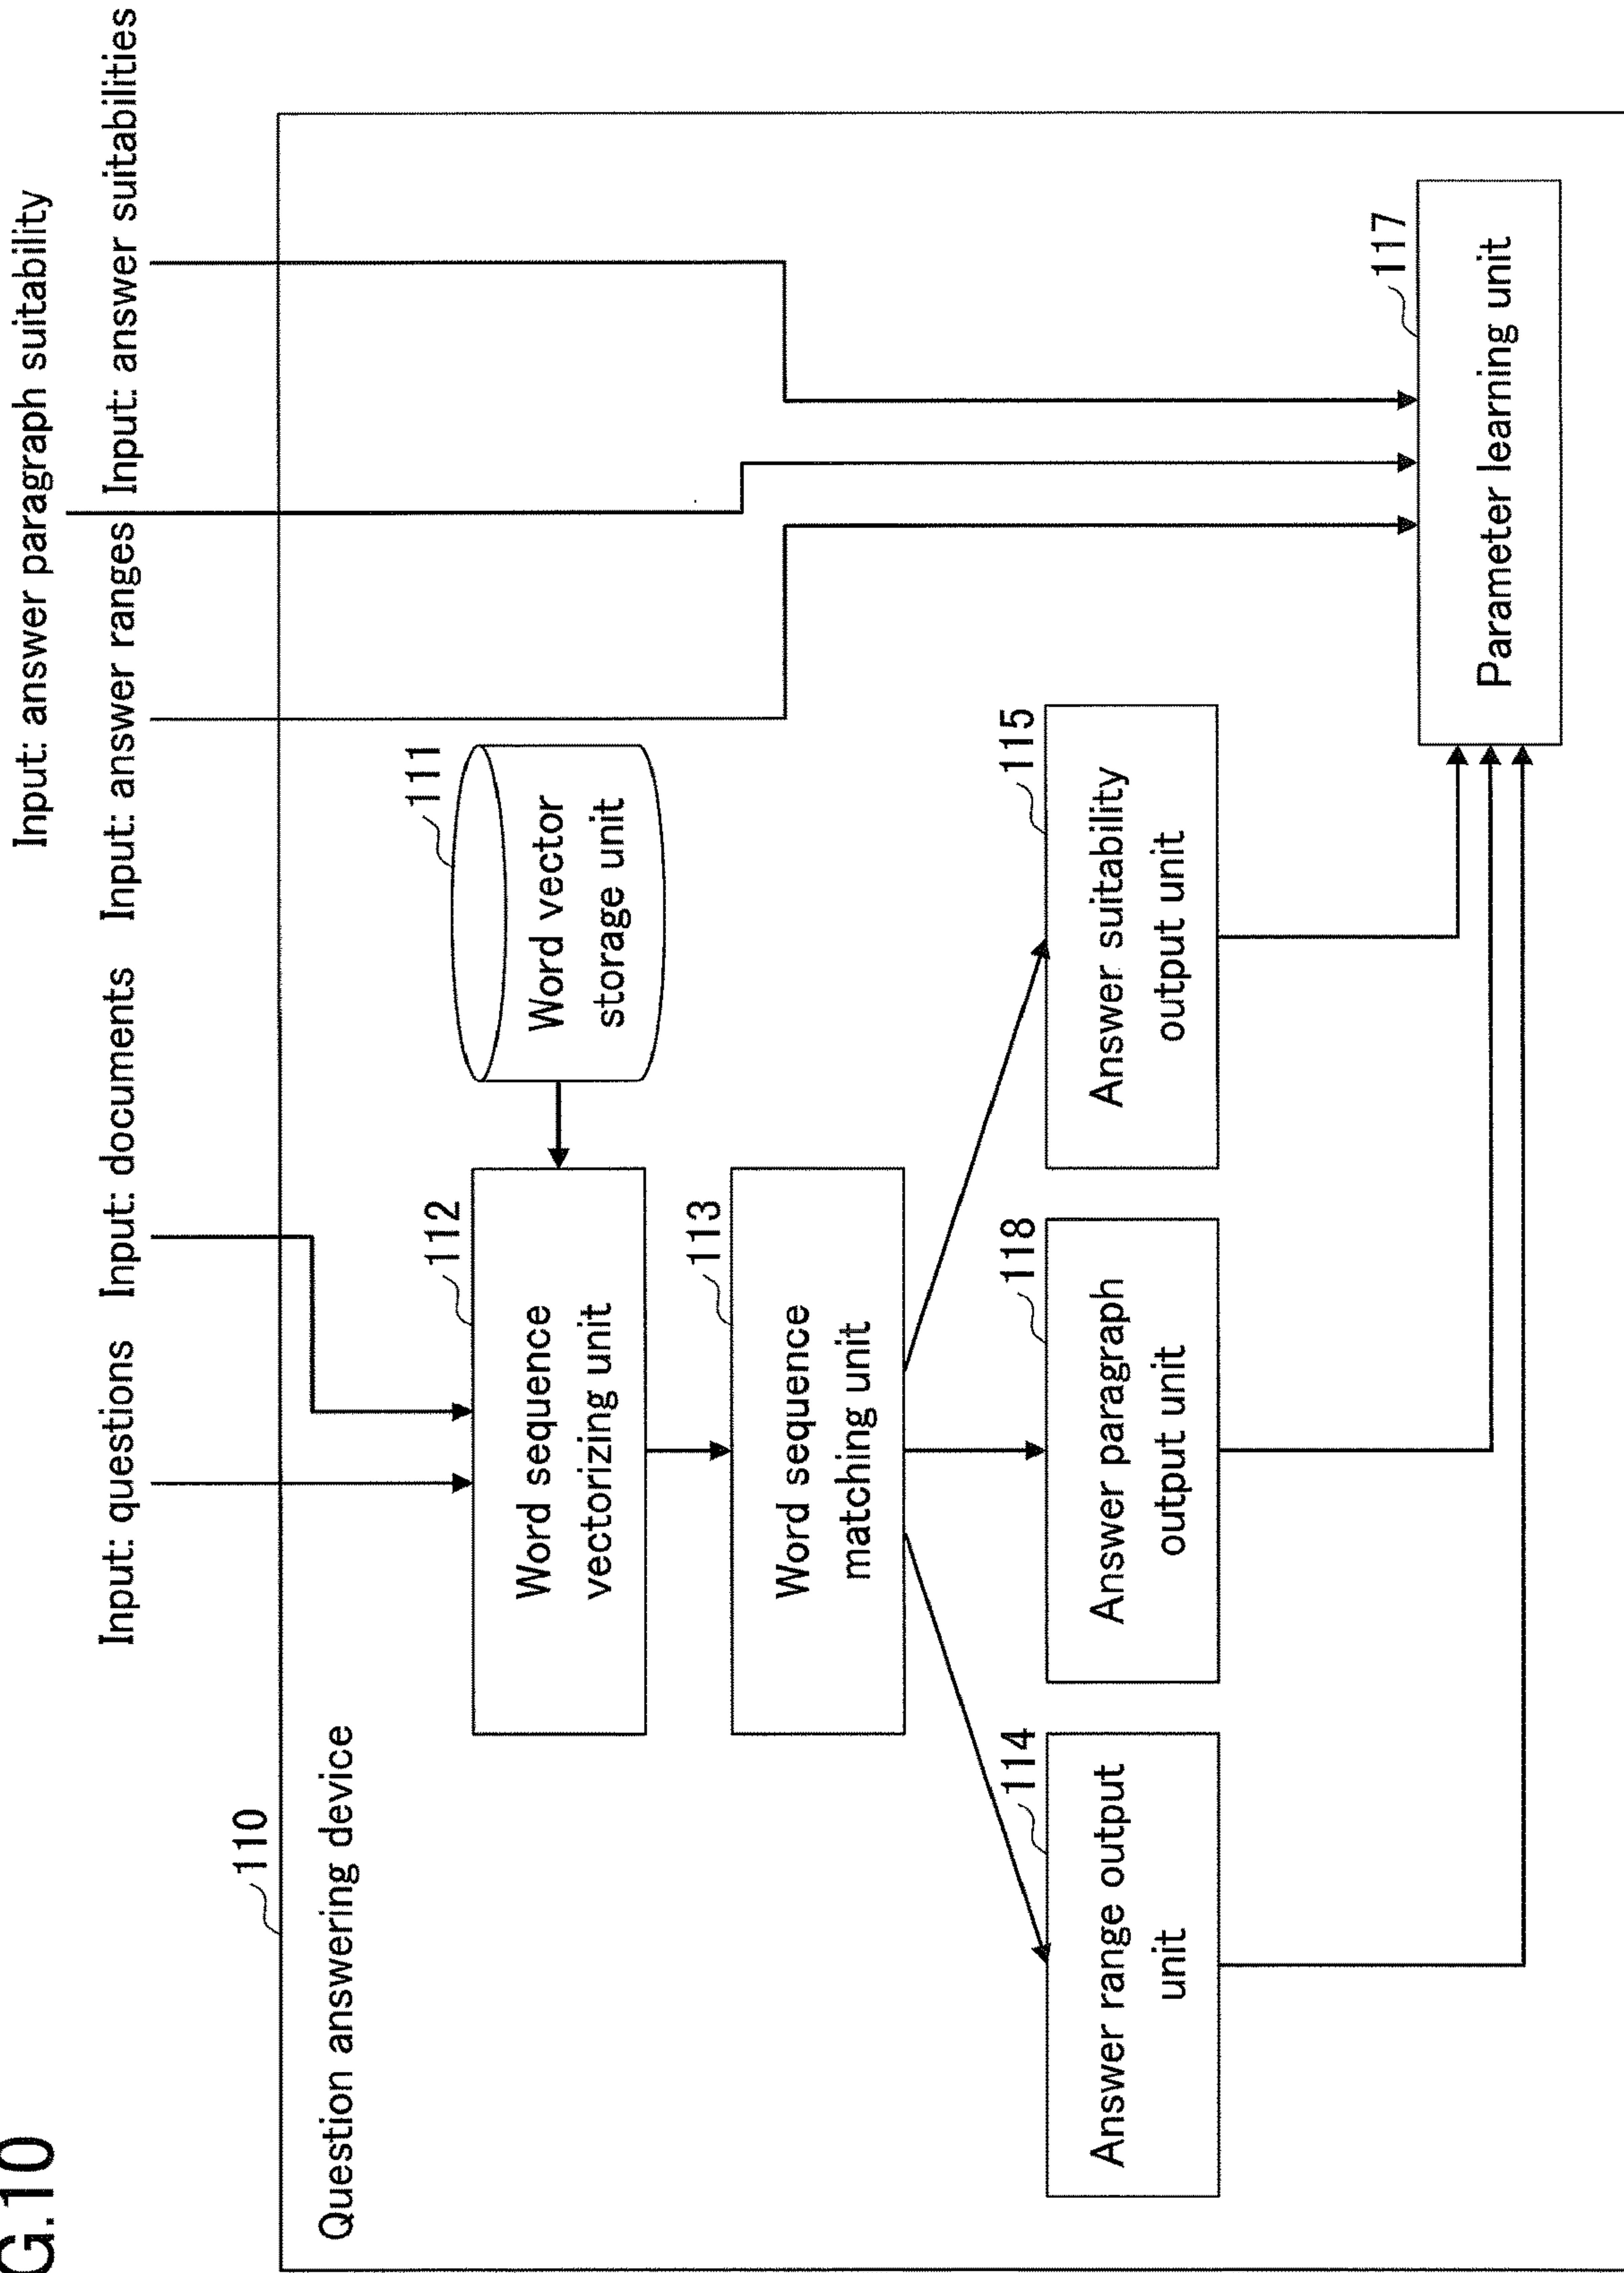 G.10
Input: answer paragraph suitability
Input: questions
Input: documents
Input: answer ranges
Input: answer suitabilities
110
Question answering device
111
Word vector
storage unit
112
Word sequence
vectorizing unit
113
Word sequence
matching unit
114
Answer range output
unit
118
Answer paragraph
output unit
115
Answer suitability
output unit
117
Parameter learning unit